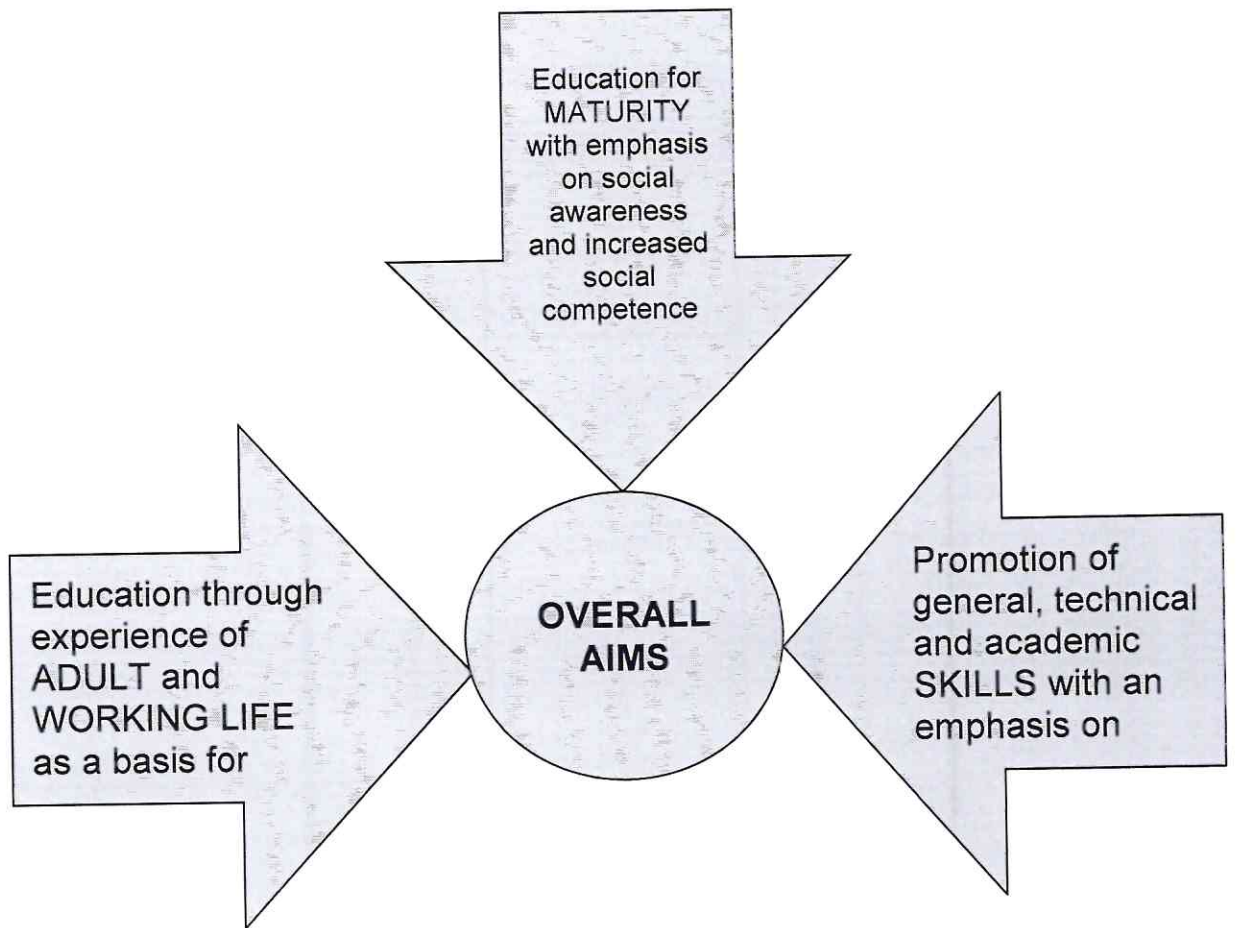 Education for
MATURITY
with emphasis
on social
awareness
and increased
social
competence
Education through
experience of
ADULT and
WORKING LIFE
as a basis for
OVERALL
AIMS
Promotion of
general, technical
and academic
SKILLS with an
emphasis on